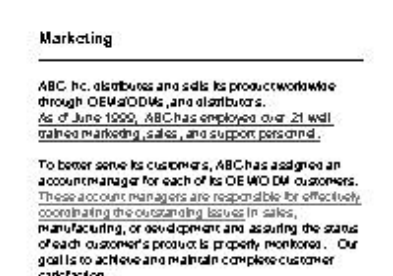 Marketing
ABC Inc. distributes and sells its product worldwide
through OEMs/ODMs, and distributors.
As of June 1999, ABC has employed over 21 well
trained marketing, sales, and support personnel.
To better serve its customers, ABC has assigned an
account manager for each of its OEM/ODM customers.
These account managers are responsible for effectively
coordinating the outstanding issues in sales,
manufacturing, or development and assuring the status
of each customer's product is properly monitored. Our
goal is to achieve and maintain complete customer
satisfaction.